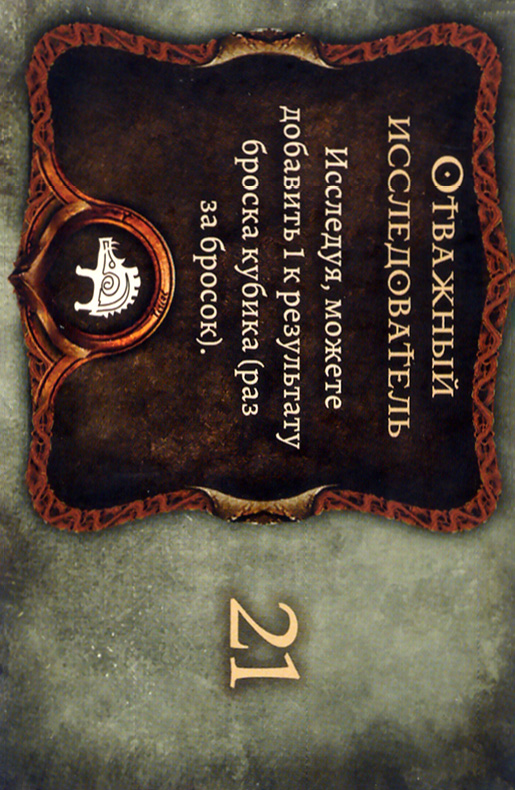 Отважный
исследователь
Исследуя, можете
добавить 1 к результату
броска кубика (раз
за бросок).
21